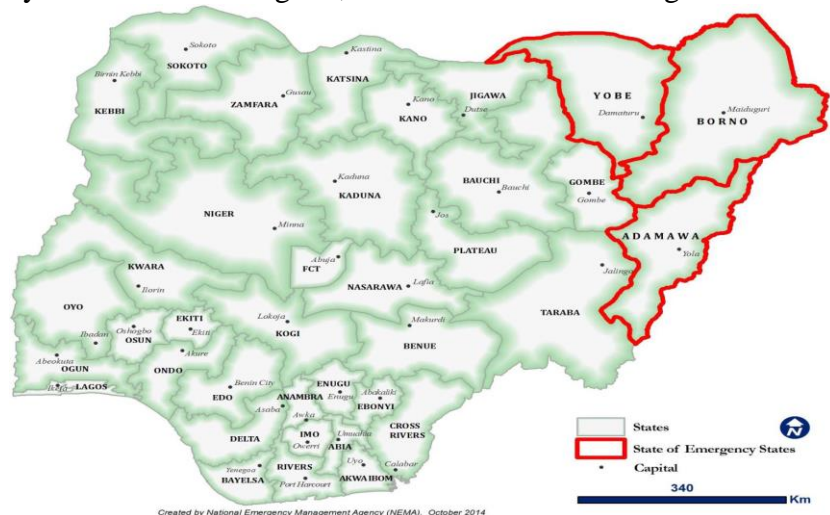 Sokoto
SOKOTO
Kastina
KATSINA
Birnin Kebbi
KEBBI
Gusau
ZAMFARA
Kano
KANO
JIGAWA
Dutse
YOBE
Damaturu
Maiduguri
BORNO
Kaduna
KADUNA
BAUCHI
Bauchi
GOMBE
Gombe
NIGER
Minna
Jos
PLATEAU
ADAMAWA
Yola
Abuja
FCT
Jalingo
KWARA
Ilorin
NASARAWA
Lafia
TARABA
OYO
EKITI
Ekiti
Lokoja
KOGI
Makurdi
BENUE
Ibadan
Oshogbo
OSUN
Akure
Abeokuta
OGUN
ONDO
LAGOS
Benin City
EDO
ENUGU
Enugu
Abakaliki
EBONYI
ANAMBRA
Asaba
Awka
CROSS
RIVERS
DELTA
IMO
Owerri
Umuahia
ABIA
Yenegoa
BAYELSA
RIVERS
Port Harcourt
Uyo
AKWAIBOM
Calabar
States
State of Emergency States
Capital
N
340
Km
Created by National Emergency Management Agency (NEMA), October 2014